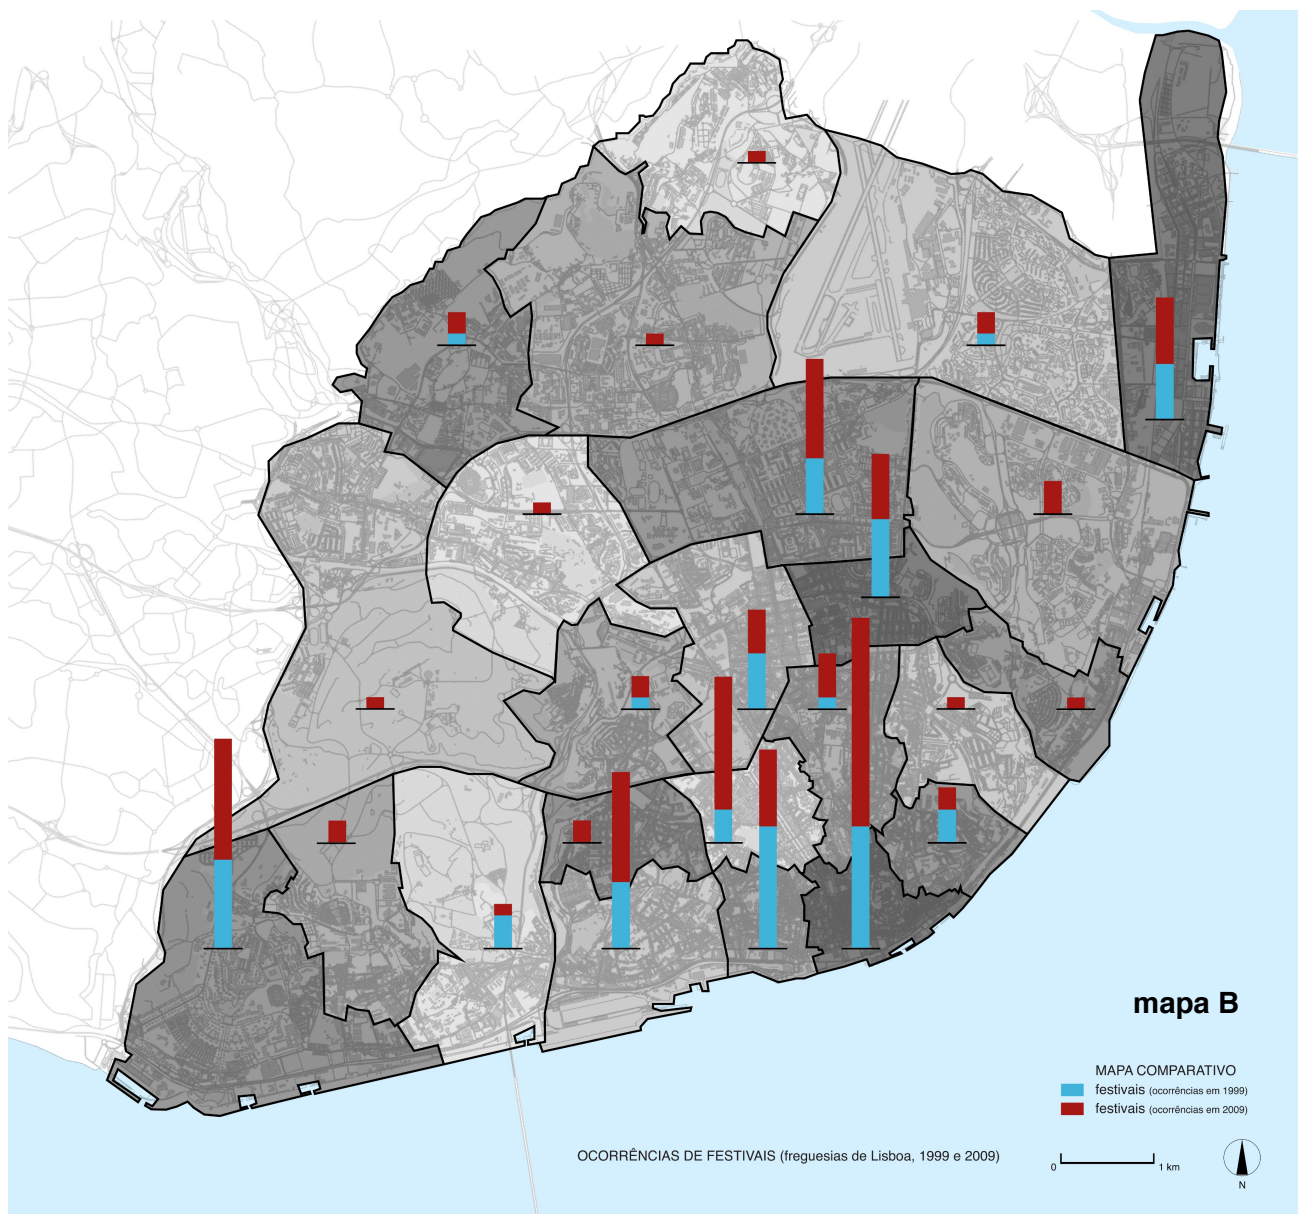 mapa B
MAPA COMPARATIVO
festivais (ocorrências em 1999)
festivais (ocorrências em 2009)
OCORRÊNCIAS DE FESTIVAIS (freguesias de Lisboa, 1999 e 2009)
0 1 km
N